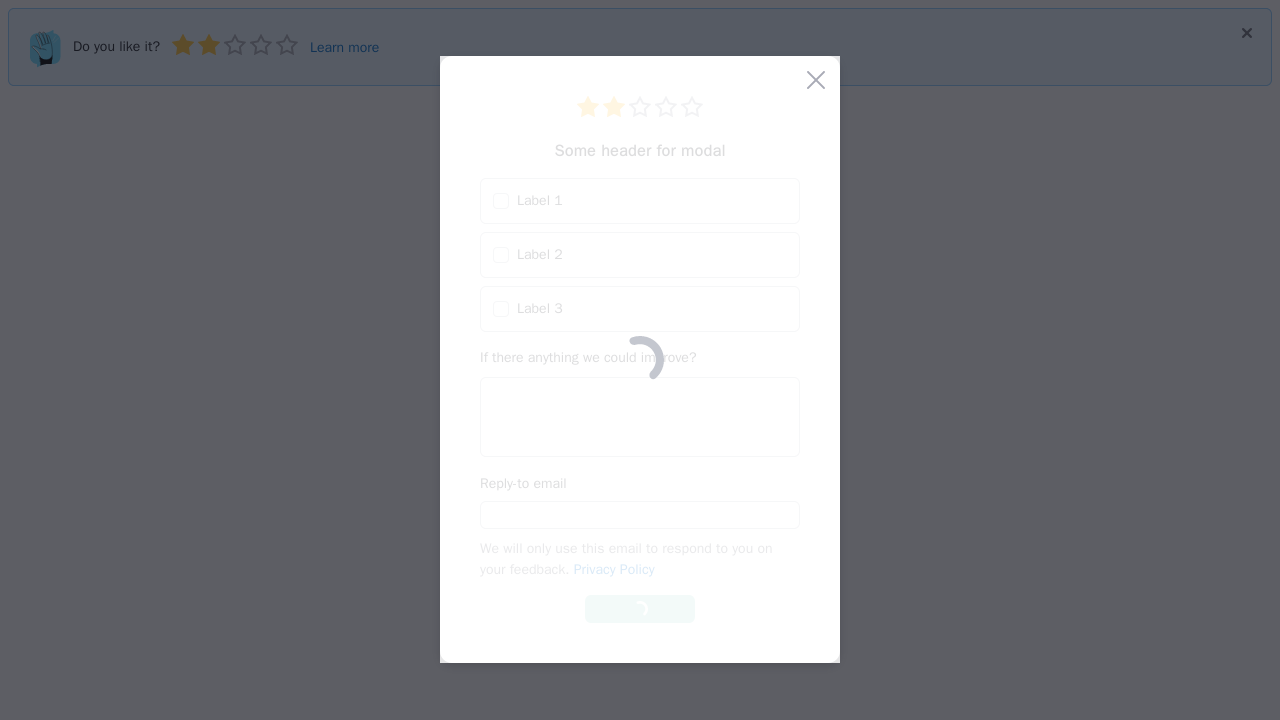 Do you like it?
Learn more
Some header for modal
Label 1
Label 2
Label 3
If there anything we could improve?
Reply-to email
We will only use this email to respond to you on
your feedback. Privacy Policy